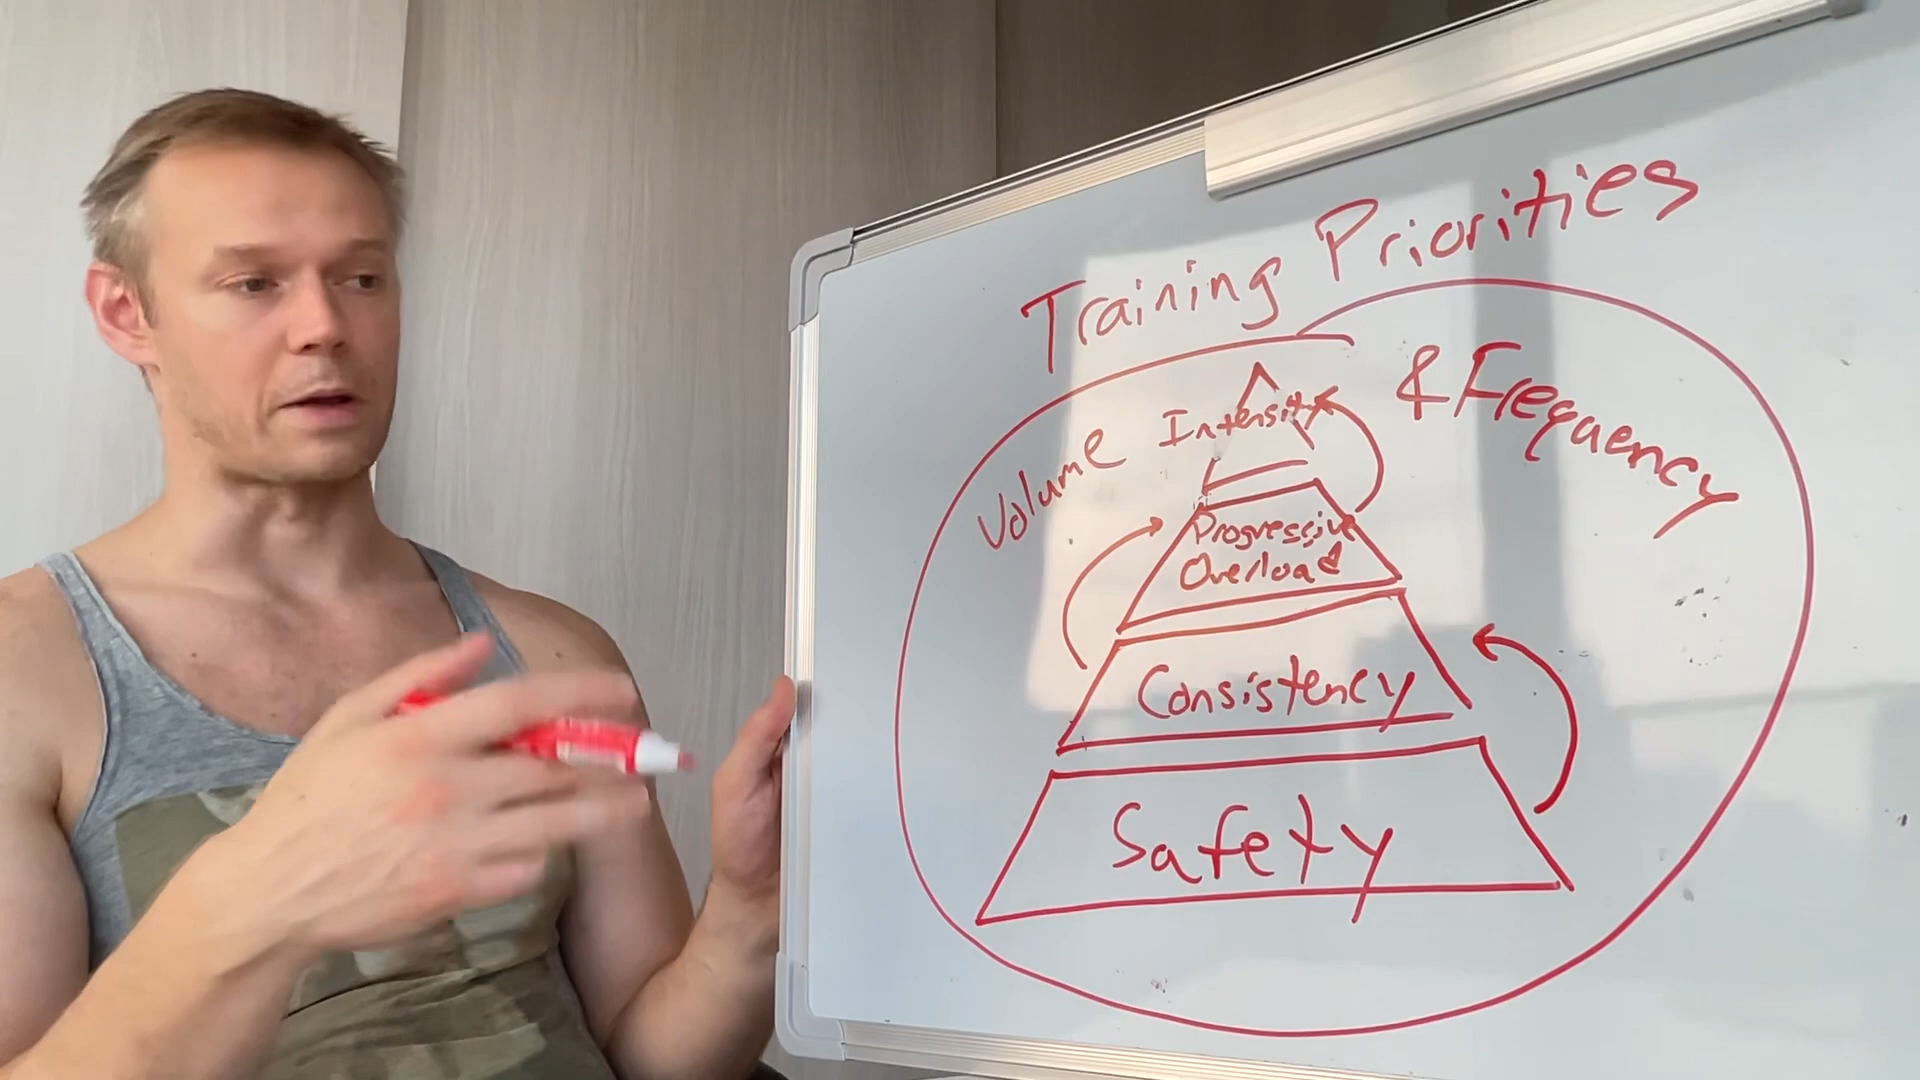 Training Priorities
Volume & Frequency
Intensity
Progressive
Overload
Consistency
Safety